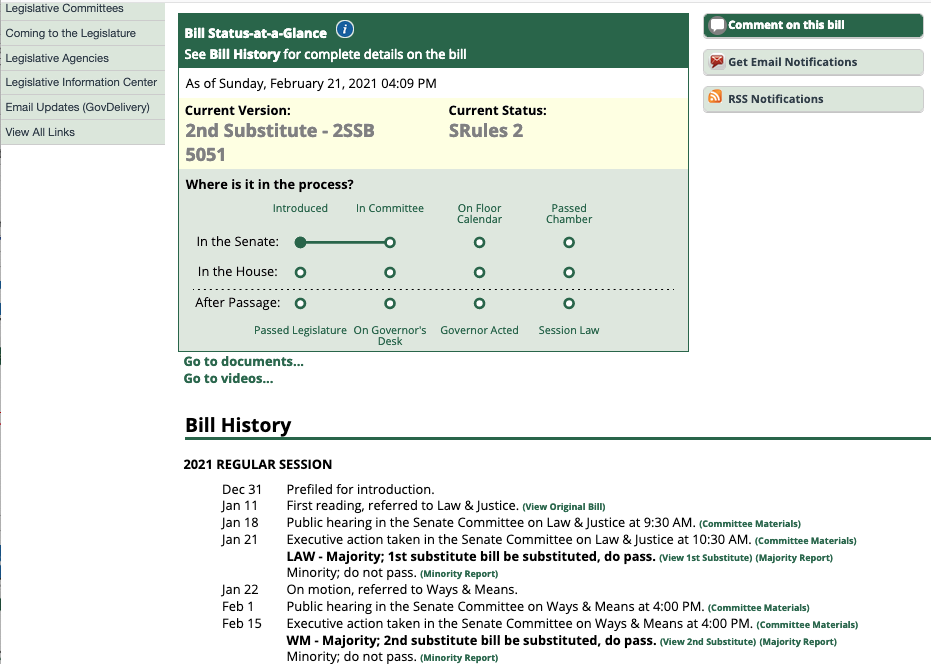 Legislative Committees
Coming to the Legislature
Legislative Agencies
Legislative Information Center
Email Updates (GovDelivery)
View All Links
Bill Status-at-a-Glance i
See Bill History for complete details on the bill
As of Sunday, February 21, 2021 04:09 PM
Current Version: Current Status:
2nd Substitute - 2SSB SRules 2
5051
Where is it in the process?
Introduced In Committee On Floor Passed
Calendar Chamber
In the Senate:
In the House:
After Passage:
Passed Legislature On Governor's Governor Acted Session Law
Desk
Go to documents...
Go to videos...
Comment on this bill
Get Email Notifications
RSS Notifications
Bill History
2021 REGULAR SESSION
Dec 31 Prefiled for introduction.
Jan 11 First reading, referred to Law & Justice. (View Original Bill)
Jan 18 Public hearing in the Senate Committee on Law & Justice at 9:30 AM. (Committee Materials)
Jan 21 Executive action taken in the Senate Committee on Law & Justice at 10:30 AM. (Committee Materials)
LAW - Majority; 1st substitute bill be substituted, do pass. (View 1st Substitute) (Majority Report)
Minority; do not pass. (Minority Report)
Jan 22 On motion, referred to Ways & Means.
Feb 1 Public hearing in the Senate Committee on Ways & Means at 4:00 PM. (Committee Materials)
Feb 15 Executive action taken in the Senate Committee on Ways & Means at 4:00 PM. (Committee Materials)
WM - Majority; 2nd substitute bill be substituted, do pass. (View 2nd Substitute) (Majority Report)
Minority; do not pass. (Minority Report)